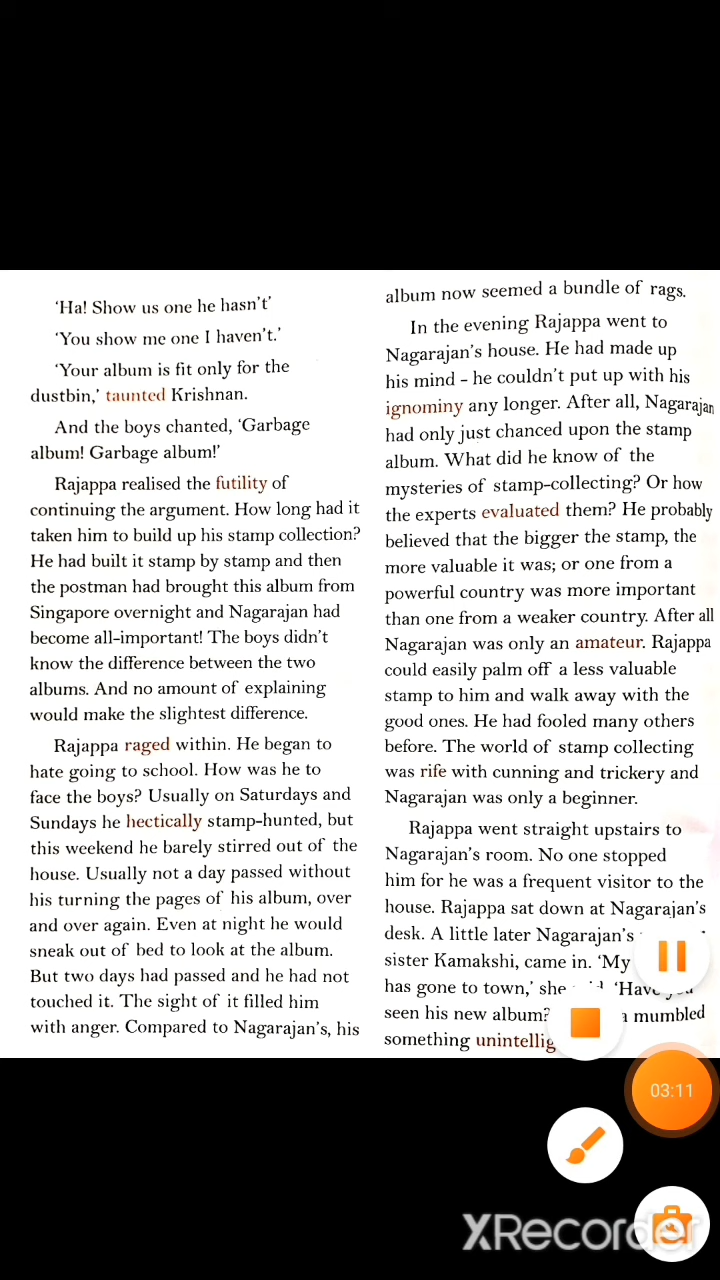 ‘Ha! Show us one he hasn’t’
‘You show me one I haven’t.’
‘Your album is fit only for the
dustbin,’ taunted Krishnan.
And the boys chanted, ‘Garbage
album! Garbage album!’
Rajappa realised the futility of
continuing the argument. How long had it
taken him to build up his stamp collection?
He had built it stamp by stamp and then
the postman had brought this album from
Singapore overnight and Nagarajan had
become all-important! The boys didn’t
know the difference between the two
albums. And no amount of explaining
would make the slightest difference.
Rajappa raged within. He began to
hate going to school. How was he to
face the boys? Usually on Saturdays and
Sundays he hectically stamp-hunted, but
this weekend he barely stirred out of the
house. Usually not a day passed without
his turning the pages of his album, over
and over again. Even at night he would
sneak out of bed to look at the album.
But two days had passed and he had not
touched it. The sight of it filled him
with anger. Compared to Nagarajan’s, his
album now seemed a bundle of rags.
In the evening Rajappa went to
Nagarajan’s house. He had made up
his mind – he couldn’t put up with his
ignominy any longer. After all, Nagarajan
had only just chanced upon the stamp
album. What did he know of the
mysteries of stamp-collecting? Or how
the experts evaluated them? He probably
believed that the bigger the stamp, the
more valuable it was; or one from a
powerful country was more important
than one from a weaker country. After all
Nagarajan was only an amateur. Rajappa
could easily palm off a less valuable
stamp to him and walk away with the
good ones. He had fooled many others
before. The world of stamp collecting
was rife with cunning and trickery and
Nagarajan was only a beginner.
Rajappa went straight upstairs to
Nagarajan’s room. No one stopped
him for he was a frequent visitor to the
house. Rajappa sat down at Nagarajan’s
desk. A little later Nagarajan’s
sister Kamakshi, came in. ‘My
has gone to town,’ she ‘Have
seen his new album? mumbled
something
03:11
XRecorder